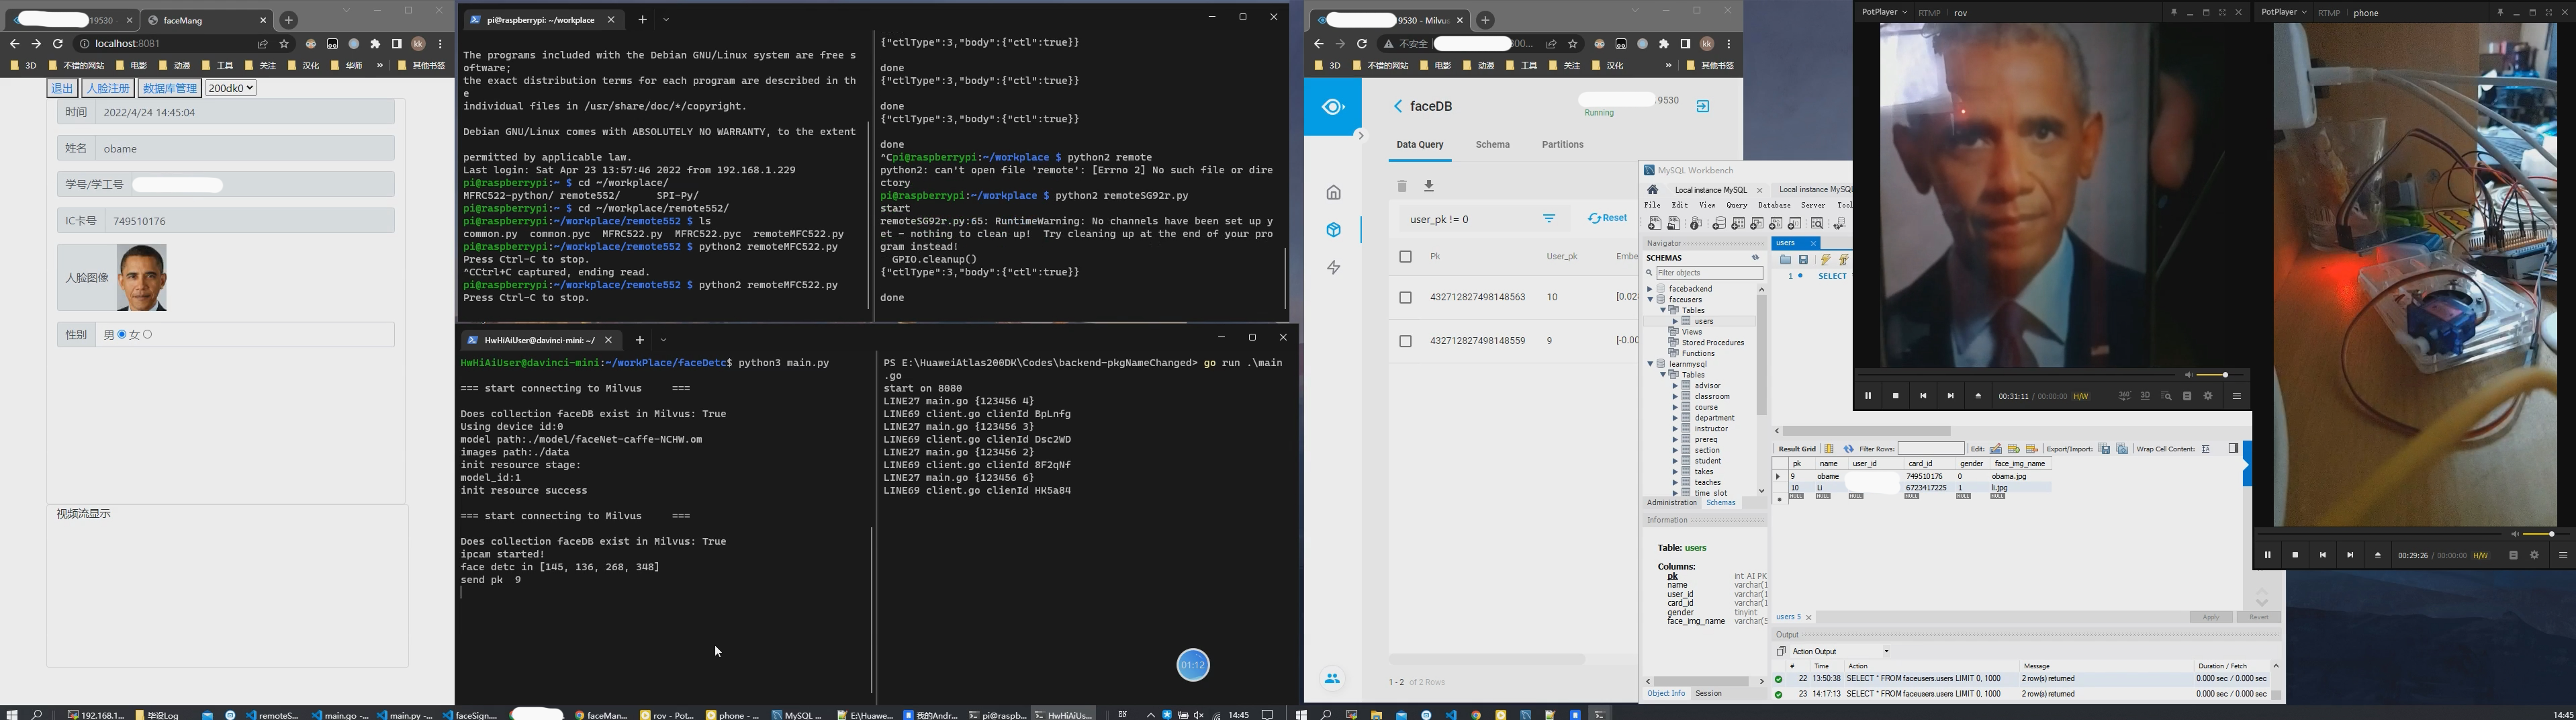 19530 -
faceMang
localhost:8081
3D
不错的网站
电影
动漫
工具
关注
汉化
华师
»
其他书签
退出
人脸注册
数据库管理
200dk0
时间 2022/4/24 14:45:04
姓名 obame
学号/学工号
IC卡号 749510176
人脸图像
性别 男 女
视频流显示
pi@raspberrypi: ~/workplace
The programs included with the Debian GNU/Linux system are free s
oftware;
the exact distribution terms for each program are described in th
e
individual files in /usr/share/doc/*/copyright.
Debian GNU/Linux comes with ABSOLUTELY NO WARRANTY, to the extent
permitted by applicable law.
Last login: Sat Apr 23 13:57:46 2022 from 192.168.1.229
pi@raspberrypi:~ $ cd ~/workplace/
MFRC522-python/ remote552/ SPI-Py/
pi@raspberrypi:~ $ cd ~/workplace/remote552/
pi@raspberrypi:~/workplace/remote552 $ ls
common.py common.pyc MFRC522.py MFRC522.pyc remoteMFC522.py
pi@raspberrypi:~/workplace/remote552 $ python2 remoteMFC522.py
Press Ctrl-C to stop.
^CCtrl+C captured, ending read.
pi@raspberrypi:~/workplace/remote552 $ python2 remoteMFC522.py
Press Ctrl-C to stop.
{"ctlType":3,"body":{"ctl":true}}
done
{"ctlType":3,"body":{"ctl":true}}
done
{"ctlType":3,"body":{"ctl":true}}
done
^Cpi@raspberrypi:~/workplace $ python2 remote
python2: can't open file 'remote': [Errno 2] No such file or dire
ctory
pi@raspberrypi:~/workplace $ python2 remoteSG92r.py
start
remoteSG92r.py:65: RuntimeWarning: No channels have been set up y
et - nothing to clean up! Try cleaning up at the end of your pro
gram instead!
GPIO.cleanup()
{"ctlType":3,"body":{"ctl":true}}
done
HwHiAiUser@davinci-mini: ~/
HwHiAiUser@davinci-mini:~/workPlace/faceDetc$ python3 main.py
=== start connecting to Milvus ===
Does collection faceDB exist in Milvus: True
Using device id:0
model path:./model/faceNet-caffe-NCHW.om
images path:./data
init resource stage:
model_id:1
init resource success
=== start connecting to Milvus ===
Does collection faceDB exist in Milvus: True
ipcam started!
face detc in [145, 136, 268, 348]
send pk 9
PS E:\HuaweiAtlas200DK\Codes\backend-pkgNameChanged> go run .\main
.go
start on 8080
LINE27 main.go {123456 4}
LINE69 client.go clienId BpLnfg
LINE27 main.go {123456 3}
LINE69 client.go clienId Dsc2WD
LINE27 main.go {123456 2}
LINE69 client.go clienId 8F2qNf
LINE27 main.go {123456 6}
LINE69 client.go clienId HK5a84
01:12
9530 - Milvus
不安全
800...
3D
不错的网站
电影
动漫
工具
关注
汉化
»
其他书签
faceDB
19530
Running
Data Query
Schema
Partitions
user_pk != 0
Reset
Pk User_pk Embe
432712827498148563 10 [0.02
432712827498148559 9 [-0.00
1 - 2 of 2 Rows
MySQL Workbench
Local instance MySQL
Local instance MySQL
File Edit View Query Database Server Tool
Navigator
SCHEMAS
Filter objects
facebackend
faceusers
Tables
users
Views
Stored Procedures
Functions
learnmysql
Tables
advisor
classroom
course
department
instructor
prereq
section
student
takes
teaches
time_slot
Administration Schemas
Information
Table: users
Columns:
pk int AI PK
name varchar(1
user_id varchar(1
card_id varchar(1
gender tinyint
face_img_name varchar(5
Object Info Session
users
1 SELECT
Result Grid Filter Rows: Edit: Export/Import: Wrap Cell Content:
pk name user_id card_id gender face_img_name
9 obame 749510176 0 obama.jpg
10 Li 6723417225 1 li.jpg
NULL NULL NULL NULL NULL NULL
users 5
Apply Revert
Output
Action Output
# Time Action Message Duration / Fetch
22 13:50:38 SELECT * FROM faceusers.users LIMIT 0, 1000 2 row(s) returned 0.000 sec / 0.000 sec
23 14:17:13 SELECT * FROM faceusers.users LIMIT 0, 1000 2 row(s) returned 0.000 sec / 0.000 sec
PotPlayer RTMP rov
00:31:11 / 00:00:00 H/W
360° 3D
PotPlayer RTMP phone
00:29:26 / 00:00:00 H/W
192.168.1...
毕设Log
remoteS...
main.go -...
main.py -...
faceSign....
faceMan...
rov - Pot...
phone - ...
MySQL ...
E:\Huawe...
我的Andr...
pi@raspb...
HwHiAiUs...
EN
14:45
14:45